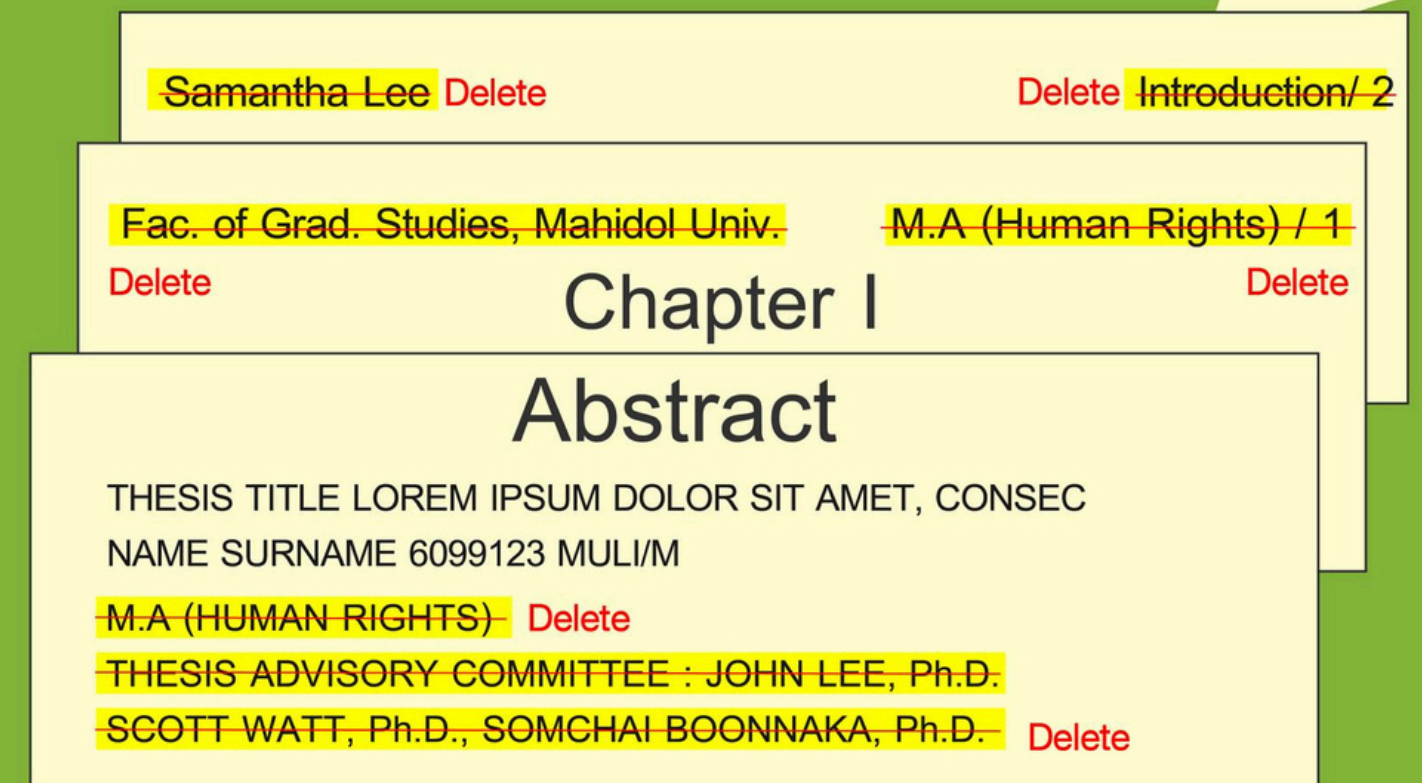 Samantha Lee Delete Delete Introduction/ 2
Fac. of Grad. Studies, Mahidol Univ. M.A (Human Rights) / 1
Delete Delete
Chapter I
Abstract
THESIS TITLE LOREM IPSUM DOLOR SIT AMET, CONSEC
NAME SURNAME 6099123 MULI/M
M.A (HUMAN RIGHTS) Delete
THESIS ADVISORY COMMITTEE : JOHN LEE, Ph.D.
SCOTT WATT, Ph.D., SOMCHAI BOONNAKA, Ph.D. Delete